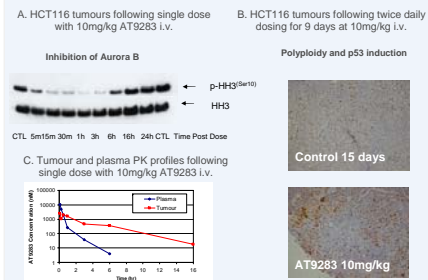 A. HCT116 tumours following single dose
with 10mg/kg AT9283 i.v.
Inhibition of Aurora B
p-HH3(Ser10)
HH3
CTL 5m15m 30m 1h 3h 6h 16h 24h CTL Time Post Dose
C. Tumour and plasma PK profiles following
single dose with 10mg/kg AT9283 i.v.
AT9283 Concentration (nM)
100000
10000
1000
100
10
1
0 2 4 6 8 10 12 14 16
Time (hr)
Plasma
Tumour
B. HCT116 tumours following twice daily
dosing for 9 days at 10mg/kg i.v.
Polyploidy and p53 induction
Control 15 days
AT9283 10mg/kg